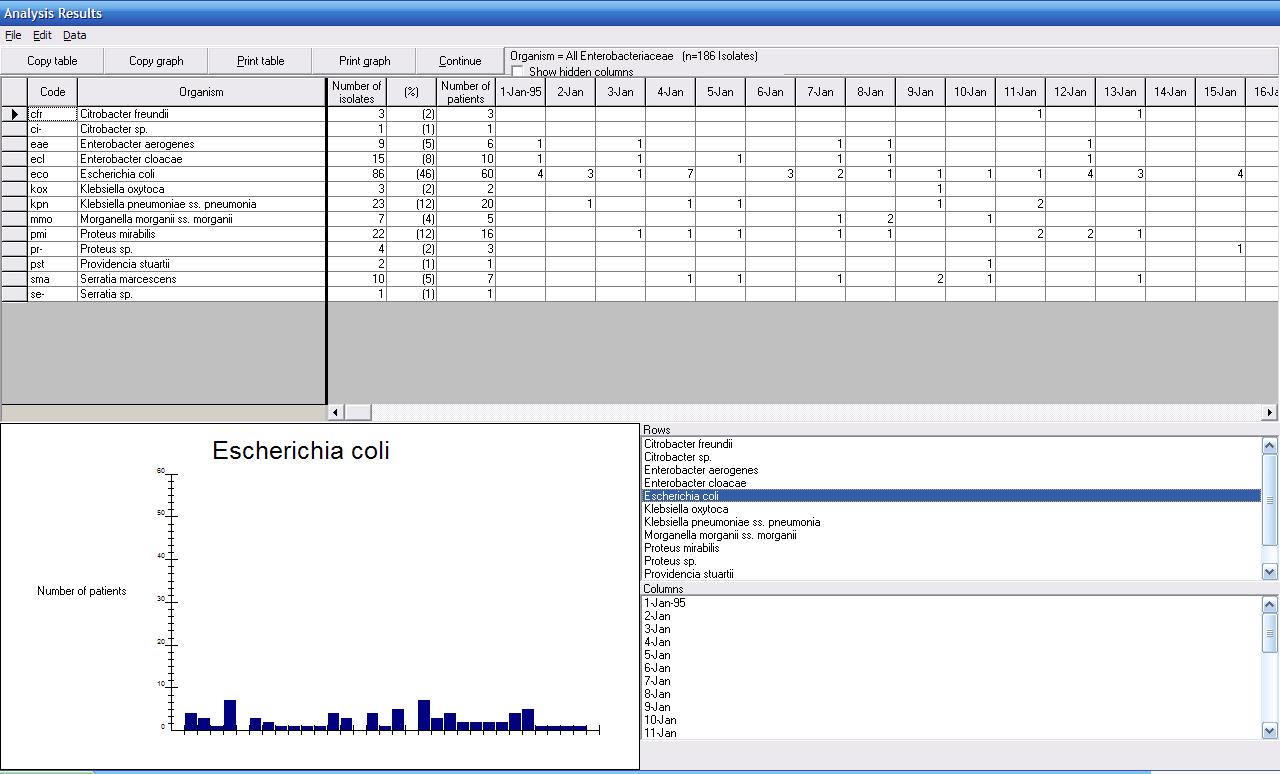 Analysis Results
File Edit Data
Copy table Copy graph Print table Print graph Continue Organism = All Enterobacteriaceae (n=186 Isolates)
Show hidden columns
Code Organism Number of isolates (%) Number of patients 1-Jan-95 2-Jan 3-Jan 4-Jan 5-Jan 6-Jan 7-Jan 8-Jan 9-Jan 10-Jan 11-Jan 12-Jan 13-Jan 14-Jan 15-Jan 16-Ja
cfr Citrobacter freundii 3 (2) 3 1 1
ci- Citrobacter sp. 1 (1) 1
eae Enterobacter aerogenes 9 (5) 6 1 1 1 1 1
ecl Enterobacter cloacae 15 (8) 10 1 1 1 1 1 1
eco Escherichia coli 86 (46) 60 4 3 1 7 3 2 1 1 1 1 4 3 4
kox Klebsiella oxytoca 3 (2) 2 1
kpn Klebsiella pneumoniae ss. pneumonia 23 (12) 20 1 1 1 1 2
mmo Morganella morganii ss. morganii 7 (4) 5 1 2 1
pmi Proteus mirabilis 22 (12) 16 1 1 1 1 1 2 2 1
pr- Proteus sp. 4 (2) 3 1
pst Providencia stuartii 2 (1) 1 1
sma Serratia marcescens 10 (5) 7 1 1 1 2 1 1
se- Serratia sp. 1 (1) 1
Escherichia coli
60
50
40
30
20
10
0
Number of patients
Rows
Citrobacter freundii
Citrobacter sp.
Enterobacter aerogenes
Enterobacter cloacae
Escherichia coli
Klebsiella oxytoca
Klebsiella pneumoniae ss. pneumonia
Morganella morganii ss. morganii
Proteus mirabilis
Proteus sp.
Providencia stuartii
Columns
1-Jan-95
2-Jan
3-Jan
4-Jan
5-Jan
6-Jan
7-Jan
8-Jan
9-Jan
10-Jan
11-Jan